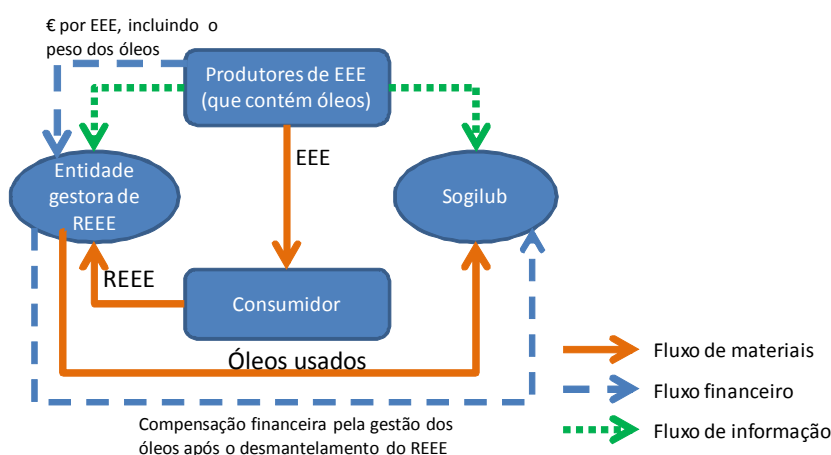 € por EEE, incluindo o
peso dos óleos
Produtores de EEE
(que contém óleos)
EEE
Entidade
gestora de
REEE
Sogilub
REEE
Consumidor
Óleos usados
Fluxo de materiais
Fluxo financeiro
Fluxo de informação
Compensação financeira pela gestão dos
óleos após o desmantelamento do REEE